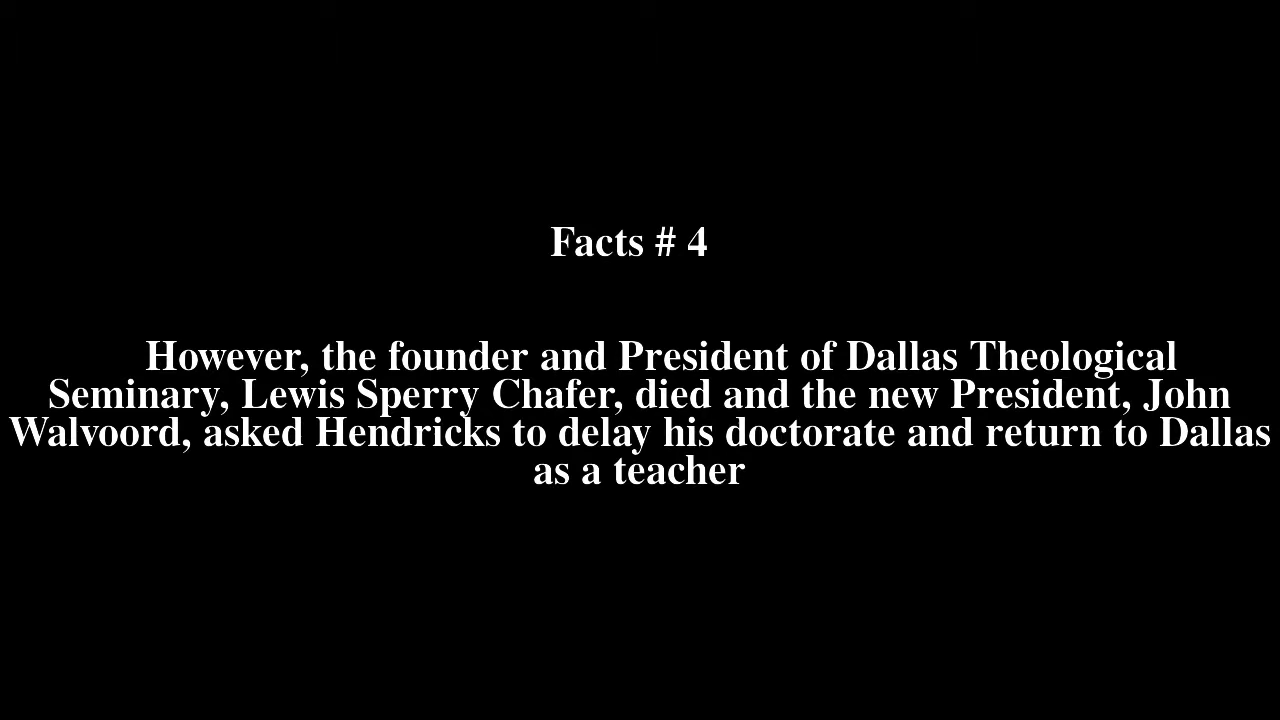 Facts # 4
However, the founder and President of Dallas Theological
Seminary, Lewis Sperry Chafer, died and the new President, John
Walvoord, asked Hendricks to delay his doctorate and return to Dallas
as a teacher